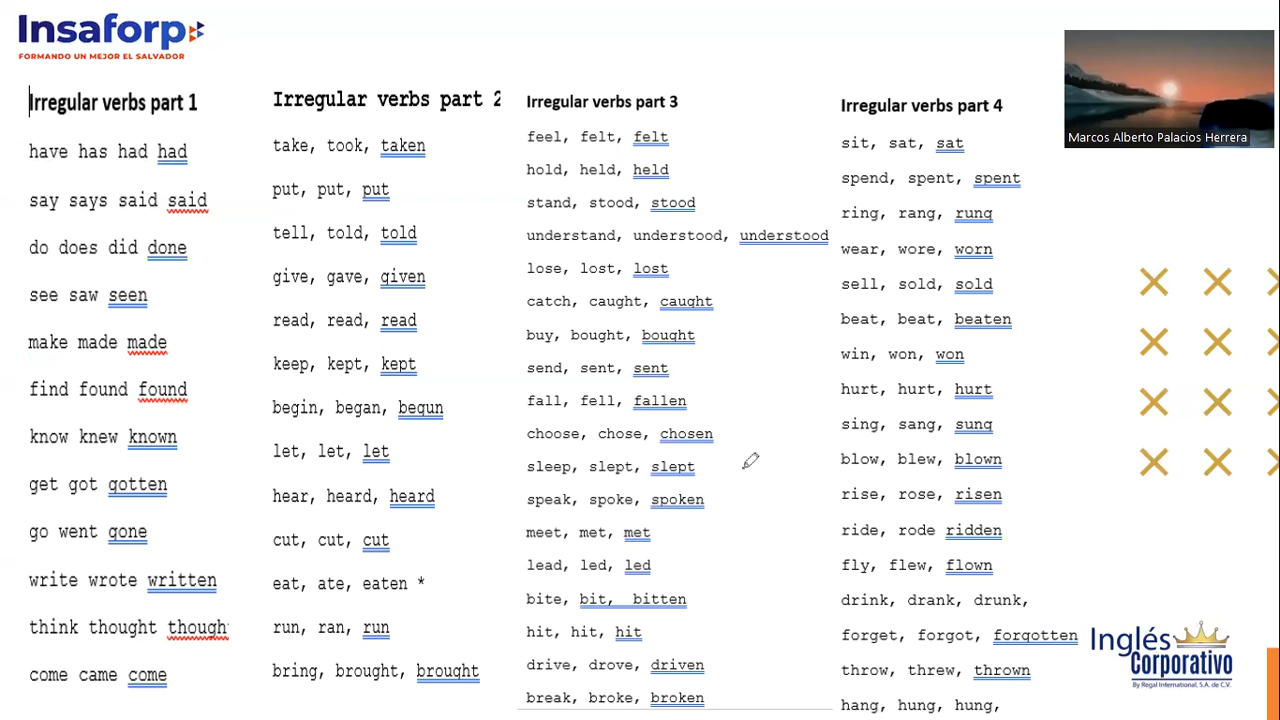 Insaforp
FORMANDO UN MEJOR EL SALVADOR
Irregular verbs part 1
have has had had
say says said said
do does did done
see saw seen
make made made
find found found
know knew known
get got gotten
go went gone
write wrote written
think thought though
come came come
Irregular verbs part 2
take, took, taken
put, put, put
tell, told, told
give, gave, given
read, read, read
keep, kept, kept
begin, began, begun
let, let, let
hear, heard, heard
cut, cut, cut
eat, ate, eaten *
run, ran, run
bring, brought, brought
Irregular verbs part 3
feel, felt, felt
hold, held, held
stand, stood, stood
understand, understood, understood
lose, lost, lost
catch, caught, caught
buy, bought, bought
send, sent, sent
fall, fell, fallen
choose, chose, chosen
sleep, slept, slept
speak, spoke, spoken
meet, met, met
lead, led, led
bite, bit, bitten
hit, hit, hit
drive, drove, driven
break, broke, broken
Irregular verbs part 4
sit, sat, sat
spend, spent, spent
ring, rang, rung
wear, wore, worn
sell, sold, sold
beat, beat, beaten
win, won, won
hurt, hurt, hurt
sing, sang, sung
blow, blew, blown
rise, rose, risen
ride, rode ridden
fly, flew, flown
drink, drank, drunk,
forget, forgot, forgotten
throw, threw, thrown
hang, hung, hung,
Marcos Alberto Palacios Herrera
Inglés
Corporativo
By Regal International, S.A. de C.V.